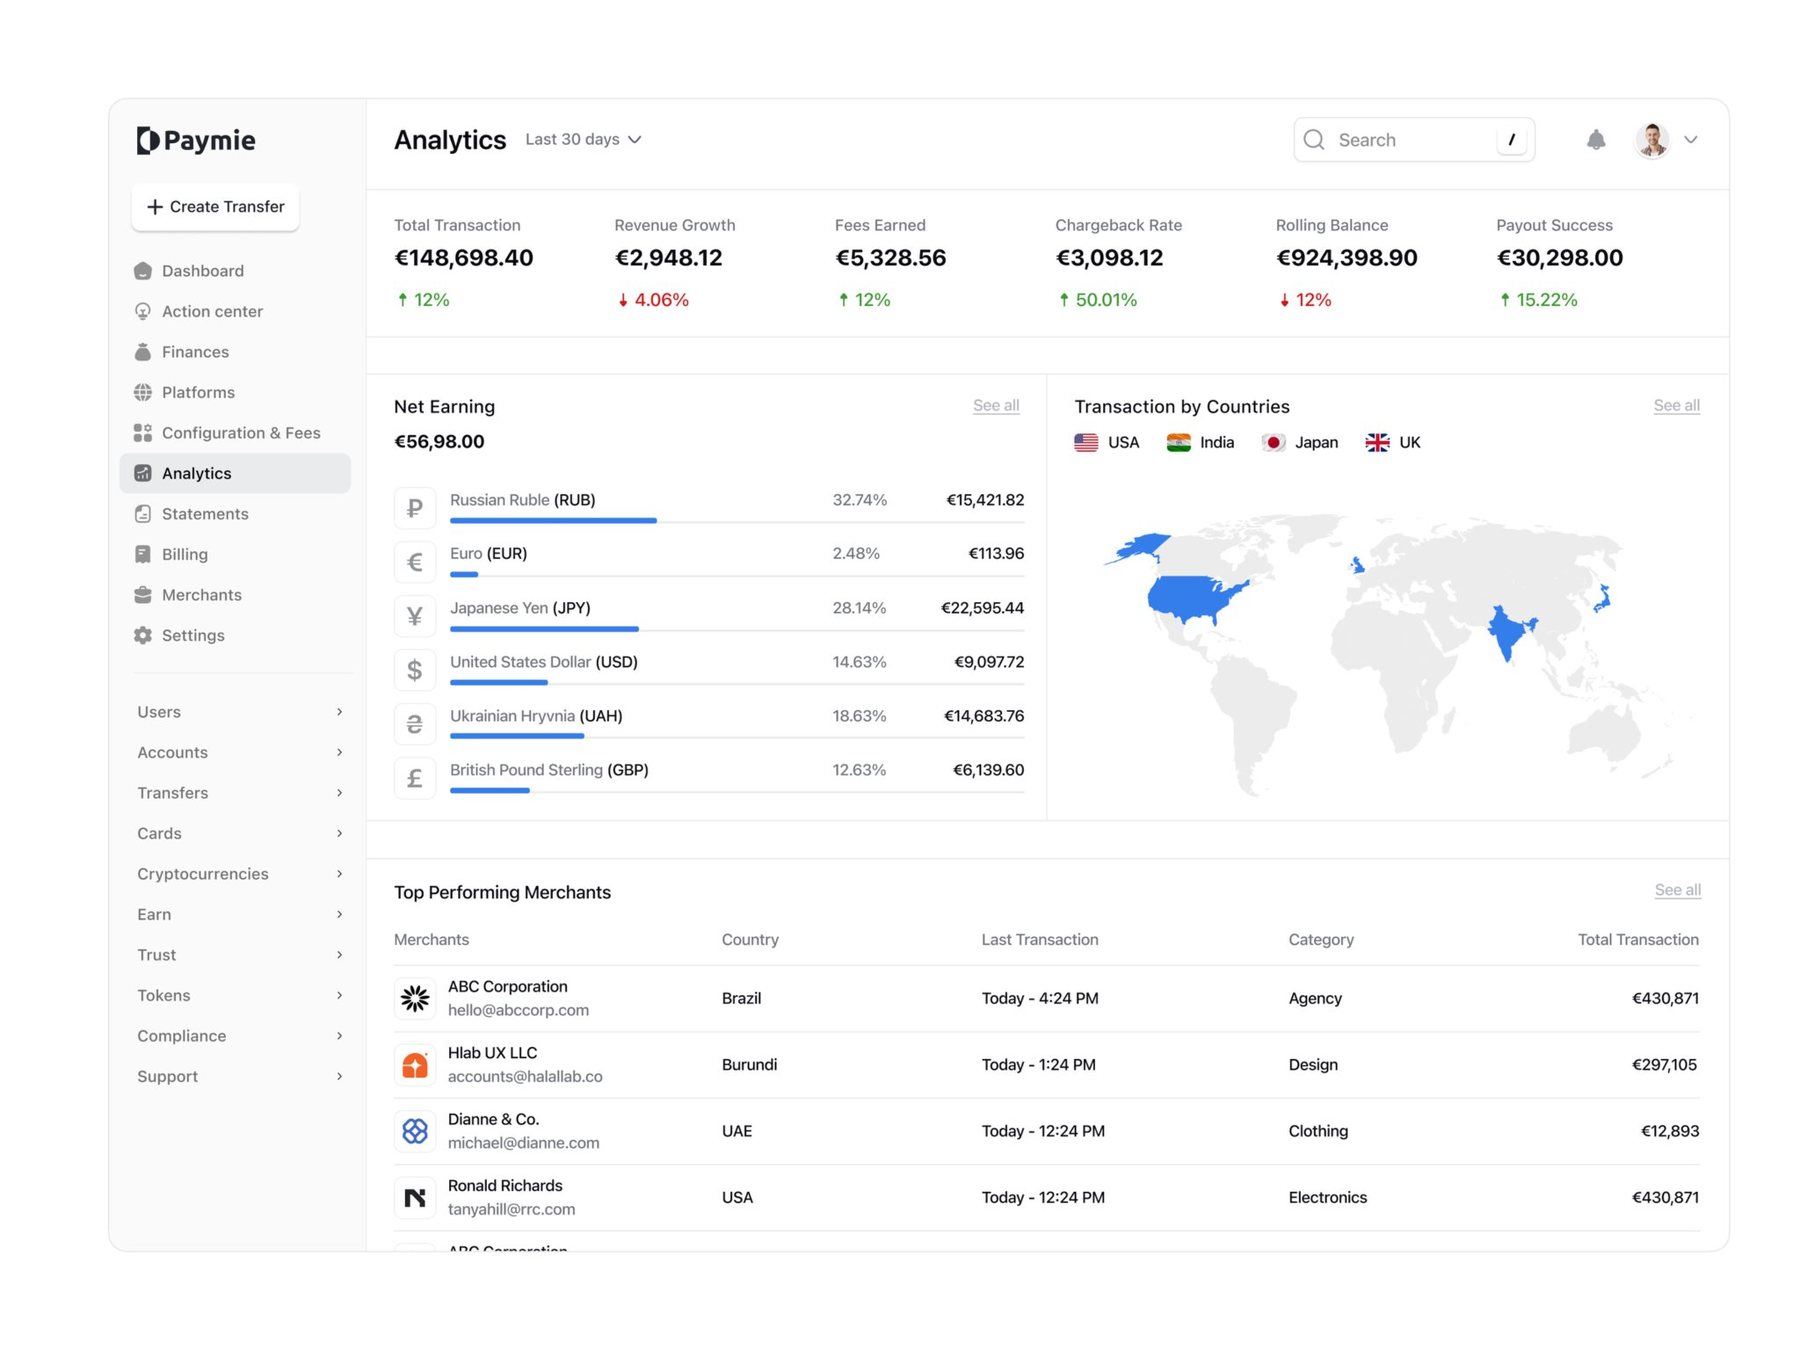 Paymie
Analytics
Last 30 days
Search
/
Create Transfer
Dashboard
Action center
Finances
Platforms
Configuration & Fees
Analytics
Statements
Billing
Merchants
Settings
Users
Accounts
Transfers
Cards
Cryptocurrencies
Earn
Trust
Tokens
Compliance
Support
Total Transaction
€148,698.40
12%
Revenue Growth
€2,948.12
4.06%
Fees Earned
€5,328.56
12%
Chargeback Rate
€3,098.12
50.01%
Rolling Balance
€924,398.90
12%
Payout Success
€30,298.00
15.22%
Net Earning
See all
€56,98.00
₽ Russian Ruble (RUB) 32.74% €15,421.82
€ Euro (EUR) 2.48% €113.96
¥ Japanese Yen (JPY) 28.14% €22,595.44
$ United States Dollar (USD) 14.63% €9,097.72
₴ Ukrainian Hryvnia (UAH) 18.63% €14,683.76
£ British Pound Sterling (GBP) 12.63% €6,139.60
Transaction by Countries
See all
USA India Japan UK
Top Performing Merchants
See all
Merchants Country Last Transaction Category Total Transaction
ABC Corporation
hello@abccorp.com
Brazil Today - 4:24 PM Agency €430,871
Hlab UX LLC
accounts@halallab.co
Burundi Today - 1:24 PM Design €297,105
Dianne & Co.
michael@dianne.com
UAE Today - 12:24 PM Clothing €12,893
Ronald Richards
tanyahill@rrc.com
USA Today - 12:24 PM Electronics €430,871
ABC Corporation